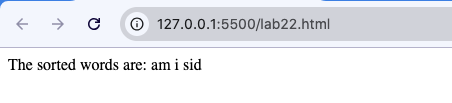 127.0.0.1:5500/lab22.html
The sorted words are: am i sid